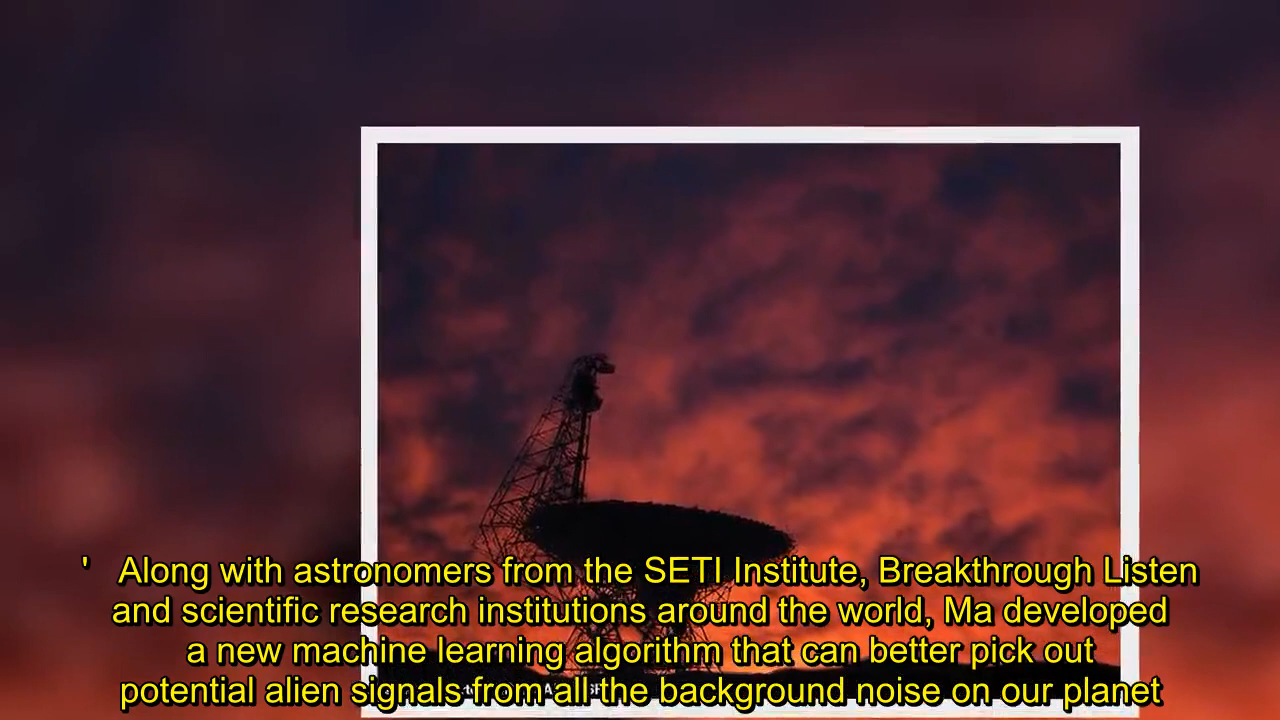 '   Along with astronomers from the SETI Institute, Breakthrough Listen
and scientific research institutions around the world, Ma developed
a new machine learning algorithm that can better pick out
potential alien signals from all the background noise on our planet